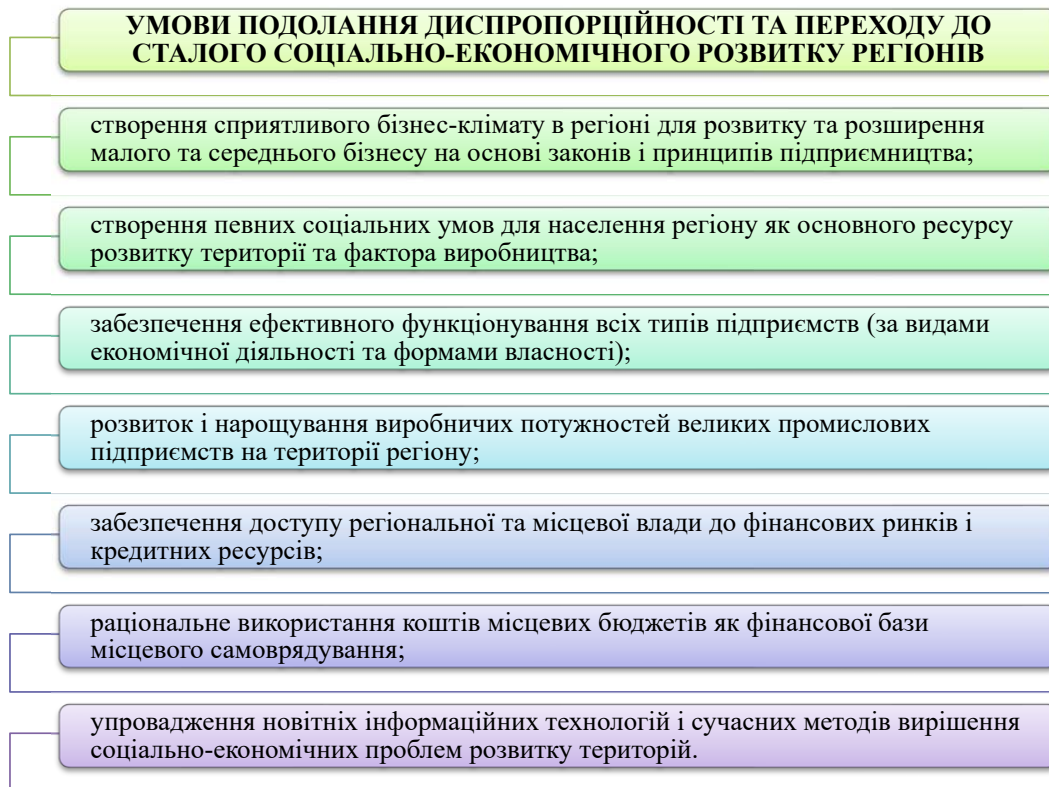 УМОВИ ПОДОЛАННЯ ДИСПРОПОРЦІЙНОСТІ ТА ПЕРЕХОДУ ДО
СТАЛОГО СОЦІАЛЬНО-ЕКОНОМІЧНОГО РОЗВИТКУ РЕГІОНІВ
створення сприятливого бізнес-клімату в регіоні для розвитку та розширення
малого та середнього бізнесу на основі законів і принципів підприємництва;
створення певних соціальних умов для населення регіону як основного ресурсу
розвитку території та фактора виробництва;
забезпечення ефективного функціонування всіх типів підприємств (за видами
економічної діяльності та формами власності);
розвиток і нарощування виробничих потужностей великих промислових
підприємств на території регіону;
забезпечення доступу регіональної та місцевої влади до фінансових ринків і
кредитних ресурсів;
раціональне використання коштів місцевих бюджетів як фінансової бази
місцевого самоврядування;
упровадження новітніх інформаційних технологій і сучасних методів вирішення
соціально-економічних проблем розвитку територій.